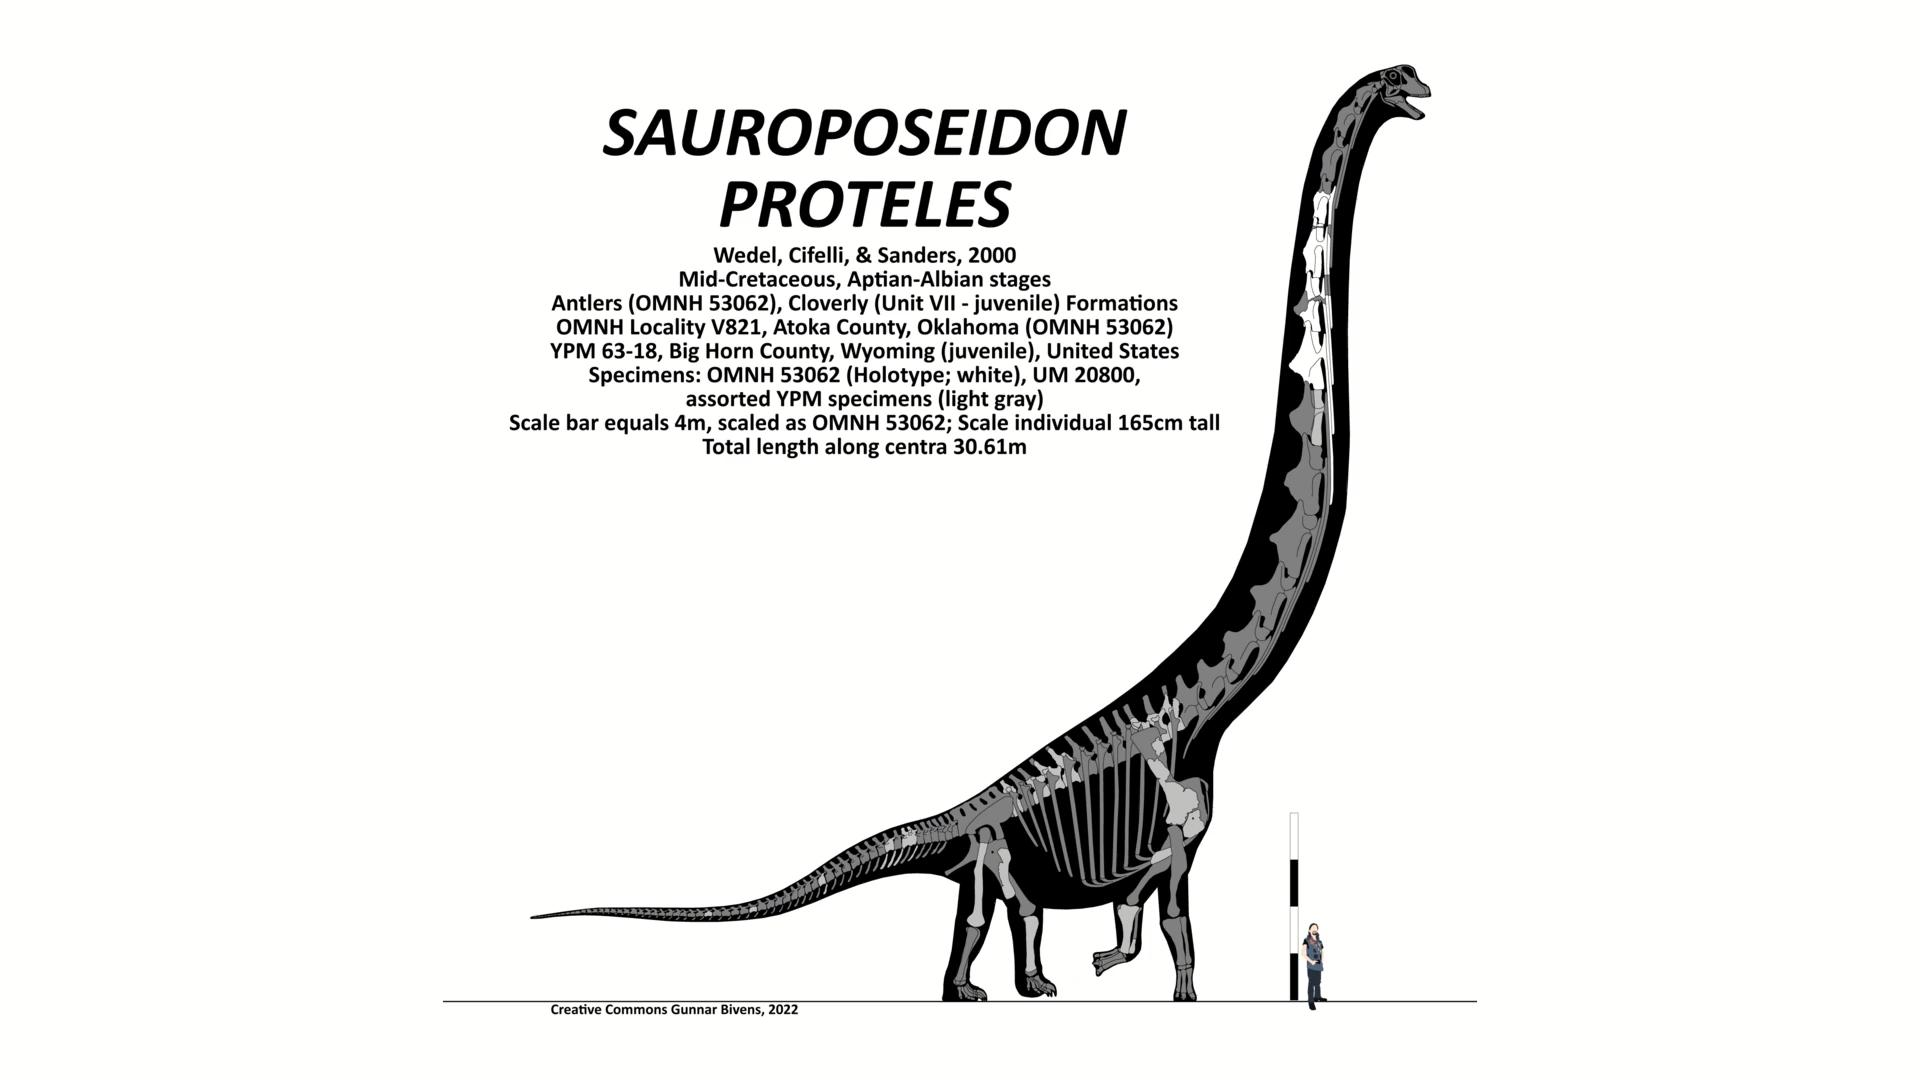 SAUROPOSEIDON
PROTELES
Wedel, Cifelli, & Sanders, 2000
Mid-Cretaceous, Aptian-Albian stages
Antlers (OMNH 53062), Cloverly (Unit VII - juvenile) Formations
OMNH Locality V821, Atoka County, Oklahoma (OMNH 53062)
YPM 63-18, Big Horn County, Wyoming (juvenile), United States
Specimens: OMNH 53062 (Holotype; white), UM 20800,
assorted YPM specimens (light gray)
Scale bar equals 4m, scaled as OMNH 53062; Scale individual 165cm tall
Total length along centra 30.61m
Creative Commons Gunnar Bivens, 2022